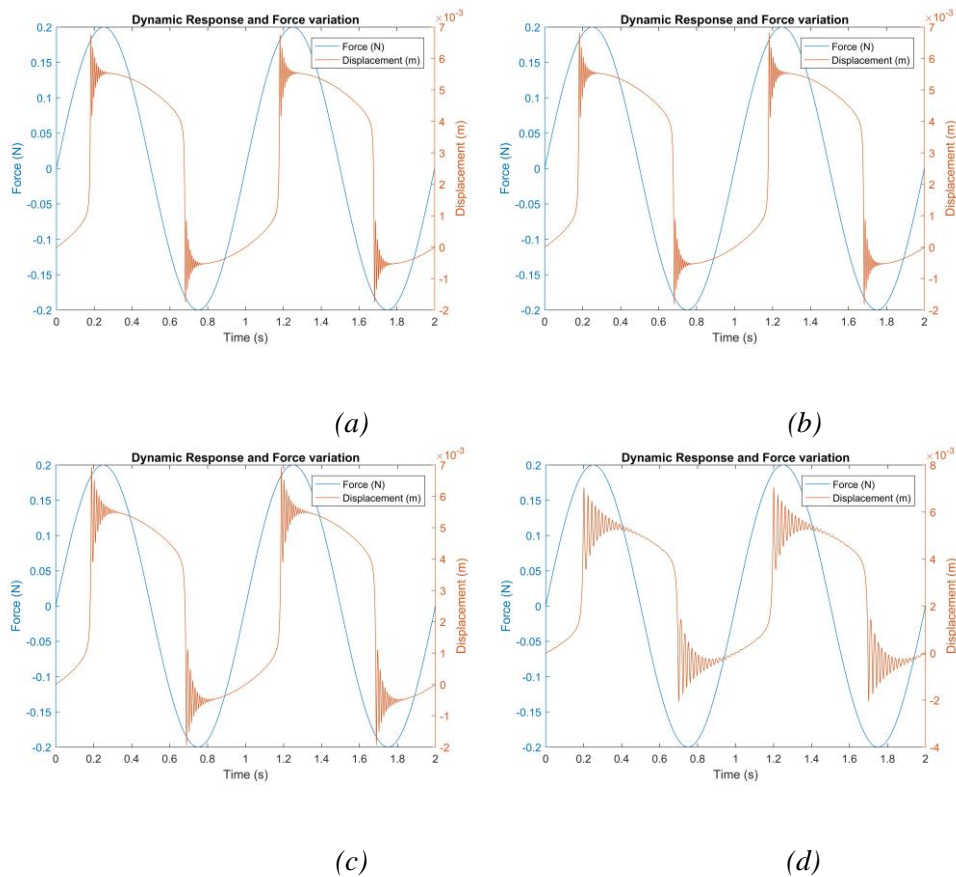 Dynamic Response and Force variation
×10⁻³
Force (N)
Displacement (m)
0.2
0.15
0.1
0.05
0
-0.05
-0.1
-0.15
-0.2
Force (N)
7
6
5
4
3
2
1
0
-1
-2
Displacement (m)
0 0.2 0.4 0.6 0.8 1 1.2 1.4 1.6 1.8 2
Time (s)
(a)
Dynamic Response and Force variation
×10⁻³
Force (N)
Displacement (m)
0.2
0.15
0.1
0.05
0
-0.05
-0.1
-0.15
-0.2
Force (N)
7
6
5
4
3
2
1
0
-1
-2
Displacement (m)
0 0.2 0.4 0.6 0.8 1 1.2 1.4 1.6 1.8 2
Time (s)
(b)
Dynamic Response and Force variation
×10⁻³
Force (N)
Displacement (m)
0.2
0.15
0.1
0.05
0
-0.05
-0.1
-0.15
-0.2
Force (N)
7
6
5
4
3
2
1
0
-1
-2
Displacement (m)
0 0.2 0.4 0.6 0.8 1 1.2 1.4 1.6 1.8 2
Time (s)
(c)
Dynamic Response and Force variation
×10⁻³
Force (N)
Displacement (m)
0.2
0.15
0.1
0.05
0
-0.05
-0.1
-0.15
-0.2
Force (N)
8
6
4
2
0
-2
-4
Displacement (m)
0 0.2 0.4 0.6 0.8 1 1.2 1.4 1.6 1.8 2
Time (s)
(d)